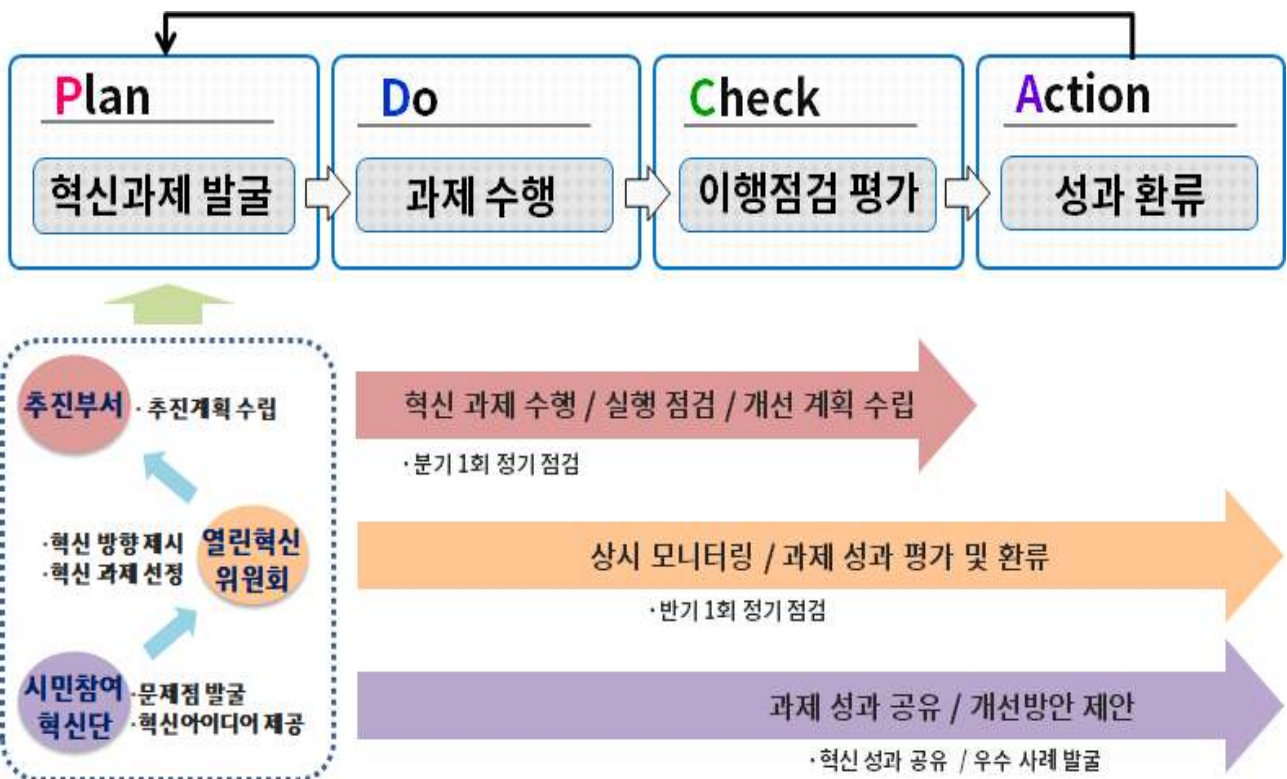 Plan
혁신과제 발굴
Do
과제 수행
Check
이행점검 평가
Action
성과 환류
추진부서
· 추진계획 수립
·혁신 방향 제시
·혁신 과제 선정
열린혁신
위원회
시민참여
혁신단
·문제점 발굴
·혁신아이디어 제공
혁신 과제 수행 / 실행 점검 / 개선 계획 수립
·분기 1회 정기 점검
상시 모니터링 / 과제 성과 평가 및 환류
·반기 1회 정기 점검
과제 성과 공유 / 개선방안 제안
·혁신 성과 공유 / 우수 사례 발굴